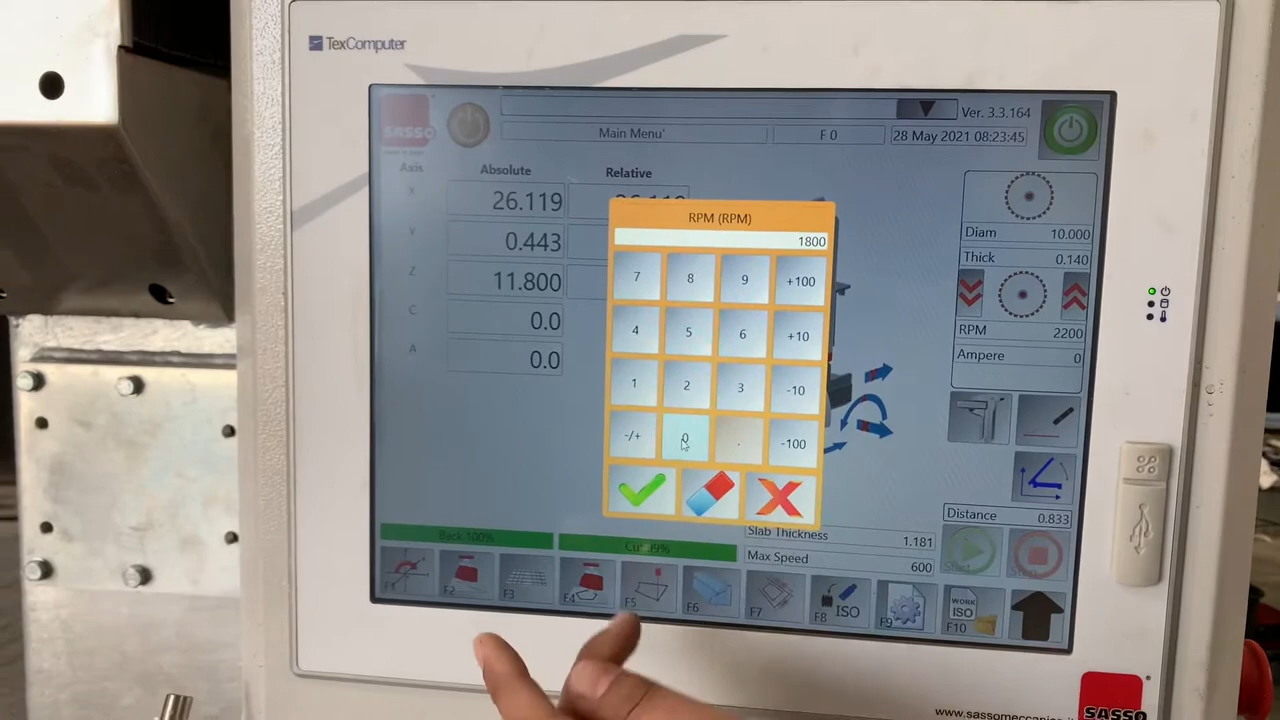 TexComputer
SASSO
Ver. 3.3.164
Main Menu'
F 0
28 May 2021 08:23:45
Axis
Absolute
Relative
X
26.119
Y
0.443
Z
11.800
C
0.0
A
0.0
RPM (RPM)
1800
7
8
9
+100
4
5
6
+10
1
2
3
-10
-/+
0
.
-100
Diam
10.000
Thick
0.140
RPM
2200
Ampere
0
Distance
0.833
Back 100%
Cut 99%
Slab Thickness
1.181
Max Speed
600
Start
F1
F2
F3
F4
F5
F6
F7
F8
ISO
F9
WORK
ISO
F10
SASSO